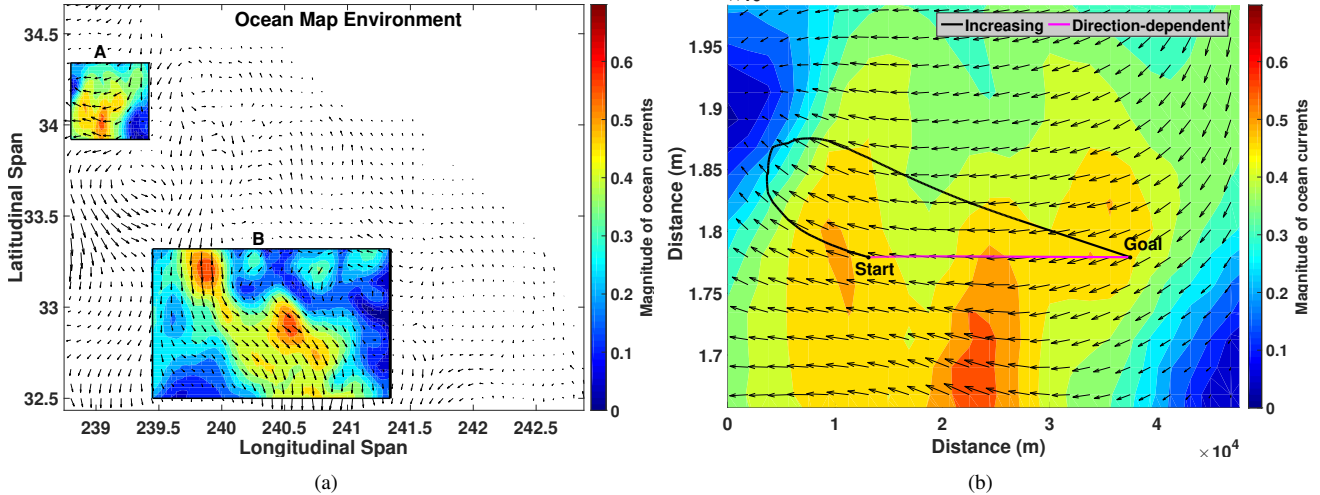 Ocean Map Environment
34.5
34
33.5
33
32.5
Latitudinal Span
A
B
239 239.5 240 240.5 241 241.5 242 242.5
Longitudinal Span
0.6
0.5
0.4
0.3
0.2
0.1
0
Magnitude of ocean currents
(a)
Increasing Direction-dependent
1.95
1.9
1.85
1.8
1.75
1.7
Distance (m)
Goal
Start
0 1 2 3 4
Distance (m)
× 10⁴
0.6
0.5
0.4
0.3
0.2
0.1
0
Magnitude of ocean currents
(b)